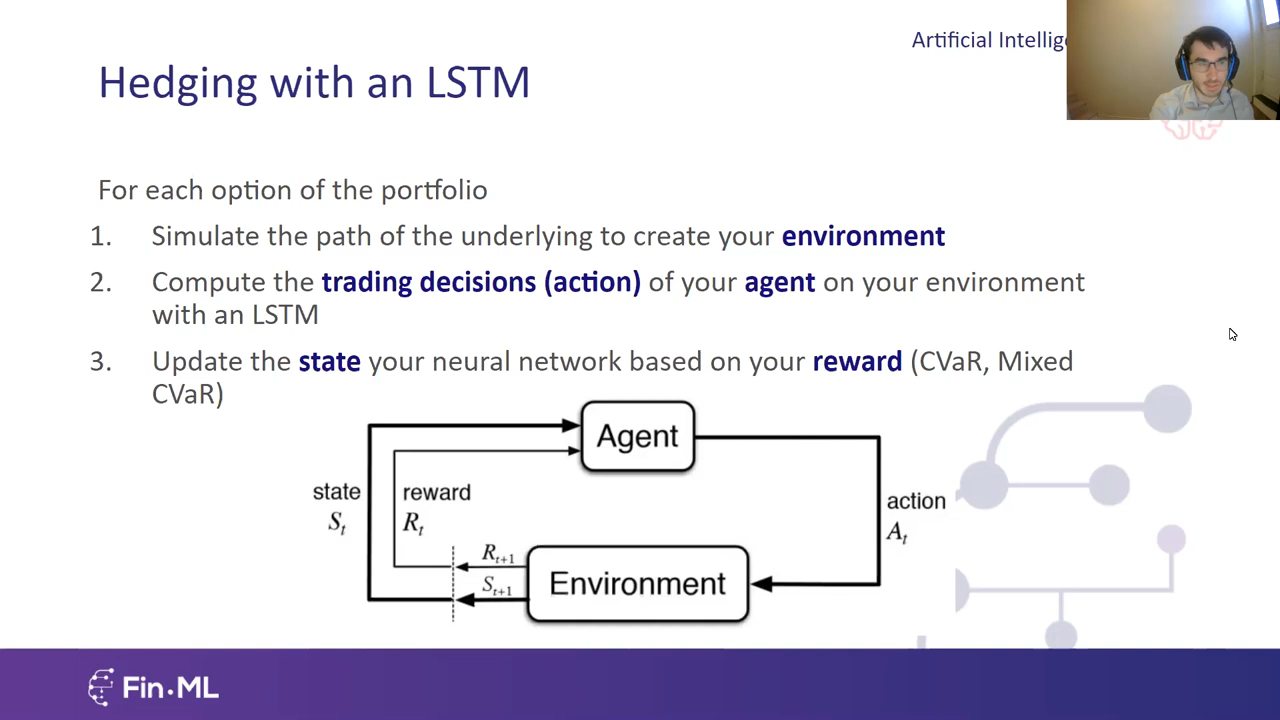 Artificial
Hedging with an LSTM
For each option of the portfolio
1. Simulate the path of the underlying to create your environment
2. Compute the trading decisions (action) of your agent on your environment
with an LSTM
3. Update the state your neural network based on your reward (CVaR, Mixed
CVaR)
Agent
state
reward
action
S_t
R_t
A_t
R_{t+1}
S_{t+1}
Environment
Fin•ML